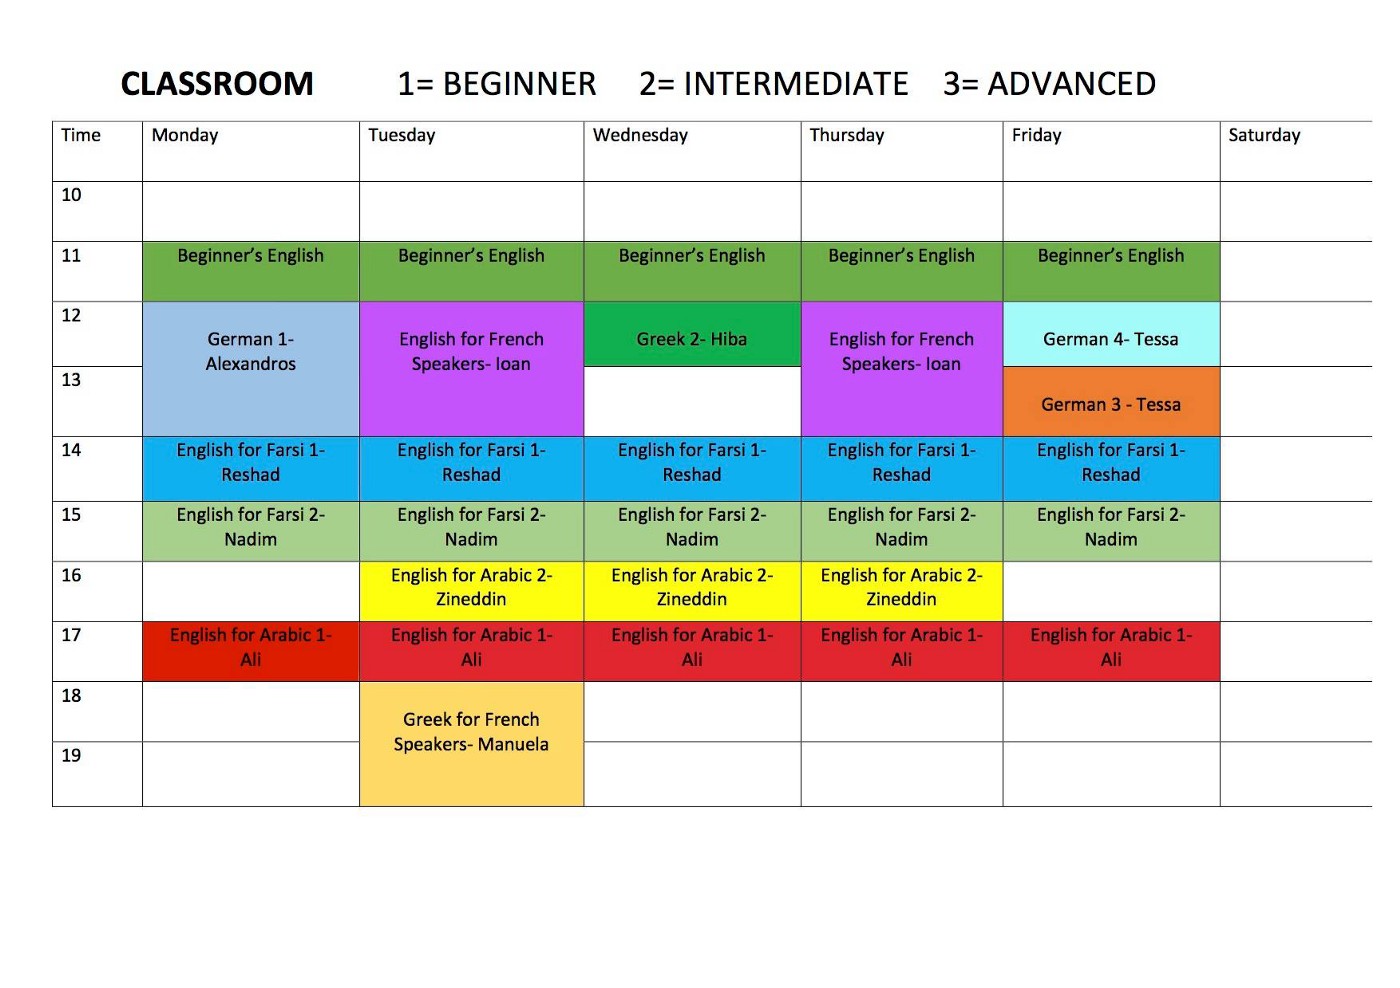 CLASSROOM 1= BEGINNER 2= INTERMEDIATE 3= ADVANCED
Time Monday Tuesday Wednesday Thursday Friday Saturday
10
11 Beginner’s English Beginner’s English Beginner’s English Beginner’s English Beginner’s English
12
German 1- English for French Greek 2- Hiba English for French German 4- Tessa
Alexandros Speakers- Ioan Speakers- Ioan
13
German 3 - Tessa
14 English for Farsi 1- English for Farsi 1- English for Farsi 1- English for Farsi 1- English for Farsi 1-
Reshad Reshad Reshad Reshad Reshad
15 English for Farsi 2- English for Farsi 2- English for Farsi 2- English for Farsi 2- English for Farsi 2-
Nadim Nadim Nadim Nadim Nadim
16 English for Arabic 2- English for Arabic 2- English for Arabic 2-
Zineddin Zineddin Zineddin
17 English for Arabic 1- English for Arabic 1- English for Arabic 1- English for Arabic 1- English for Arabic 1-
Ali Ali Ali Ali Ali
18
Greek for French
Speakers- Manuela
19